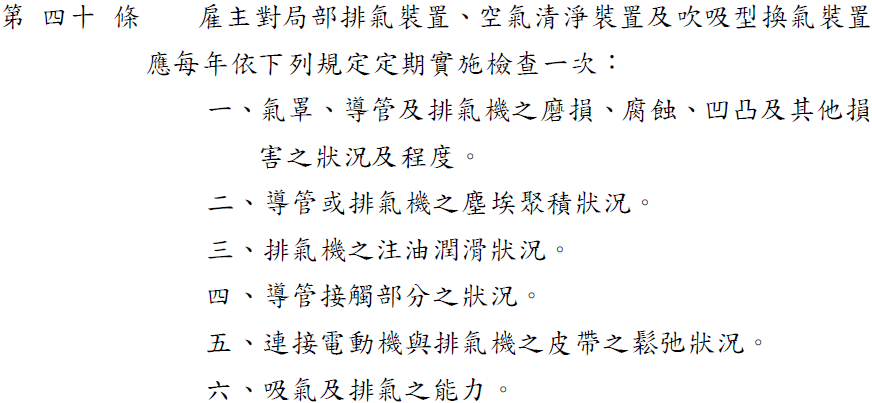 第 四十 條　　雇主對局部排氣裝置、空氣清淨裝置及吹吸型換氣裝置
應每年依下列規定定期實施檢查一次：
一、氣罩、導管及排氣機之磨損、腐蝕、凹凸及其他損
害之狀況及程度。
二、導管或排氣機之塵埃聚積狀況。
三、排氣機之注油潤滑狀況。
四、導管接觸部分之狀況。
五、連接電動機與排氣機之皮帶之鬆弛狀況。
六、吸氣及排氣之能力。